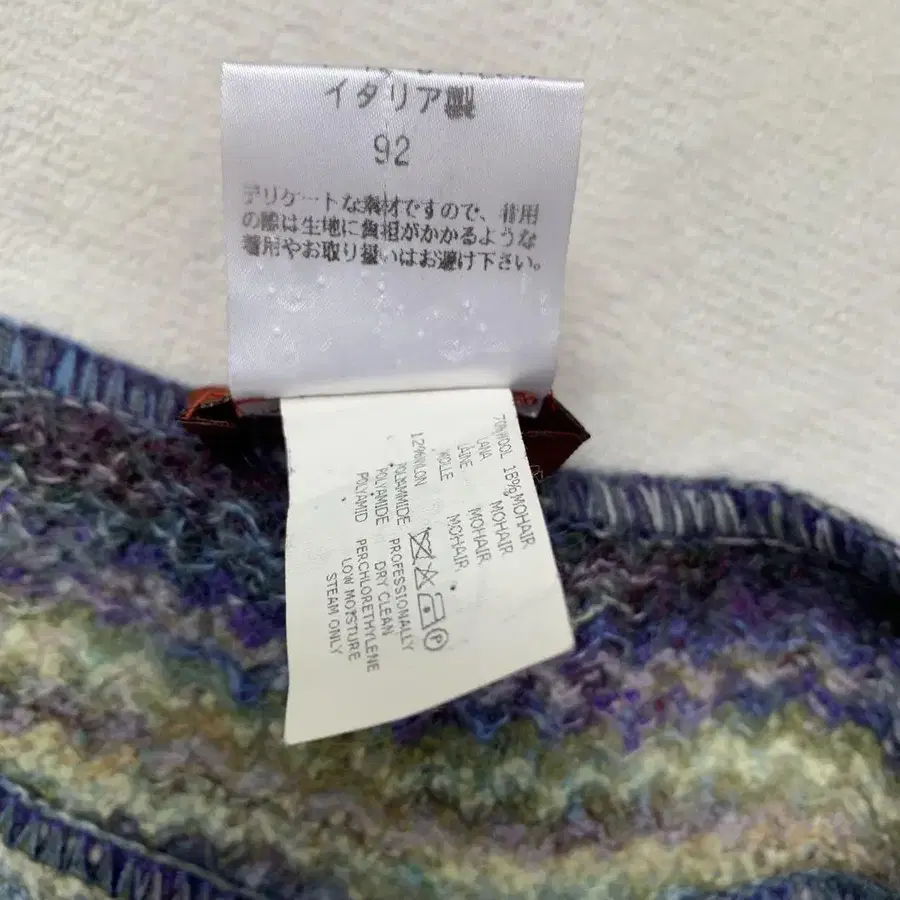 イタリア製
92
デリケートな素材ですので、着用
の際は生地に負担がかかるような
着用やお取り扱いはお避け下さい。
70%WOOL 18% MOHAIR
LANA MOHAIR
LAINE MOHAIR
WOLLE MOHAIR
12%NYLON
POLYAMMIDE
POLYAMIDE
POLYAMID
P
PROFESSIONALLY
DRY CLEAN
PERCHLORETHYLENE
LOW MOISTURE
STEAM ONLY